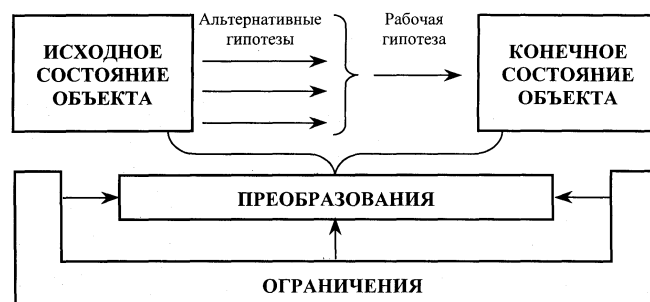 ИСХОДНОЕ
СОСТОЯНИЕ
ОБЪЕКТА
Альтернативные
гипотезы
Рабочая
гипотеза
КОНЕЧНОЕ
СОСТОЯНИЕ
ОБЪЕКТА
ПРЕОБРАЗОВАНИЯ
ОГРАНИЧЕНИЯ